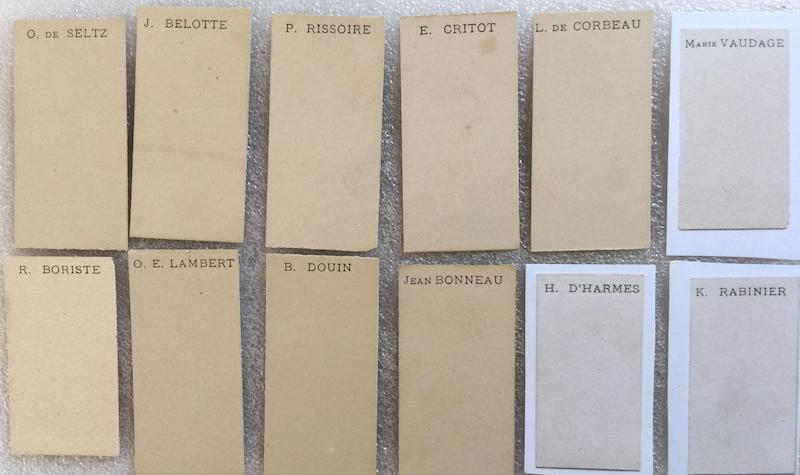 O. DE SELTZ
J. BELOTTE
P. RISSOIRE
E. CRITOT
L. DE CORBEAU
MARIE VAUDAGE
R. BORISTE
O. E. LAMBERT
B. DOUIN
JEAN BONNEAU
H. D'HARMES
K. RABINIER